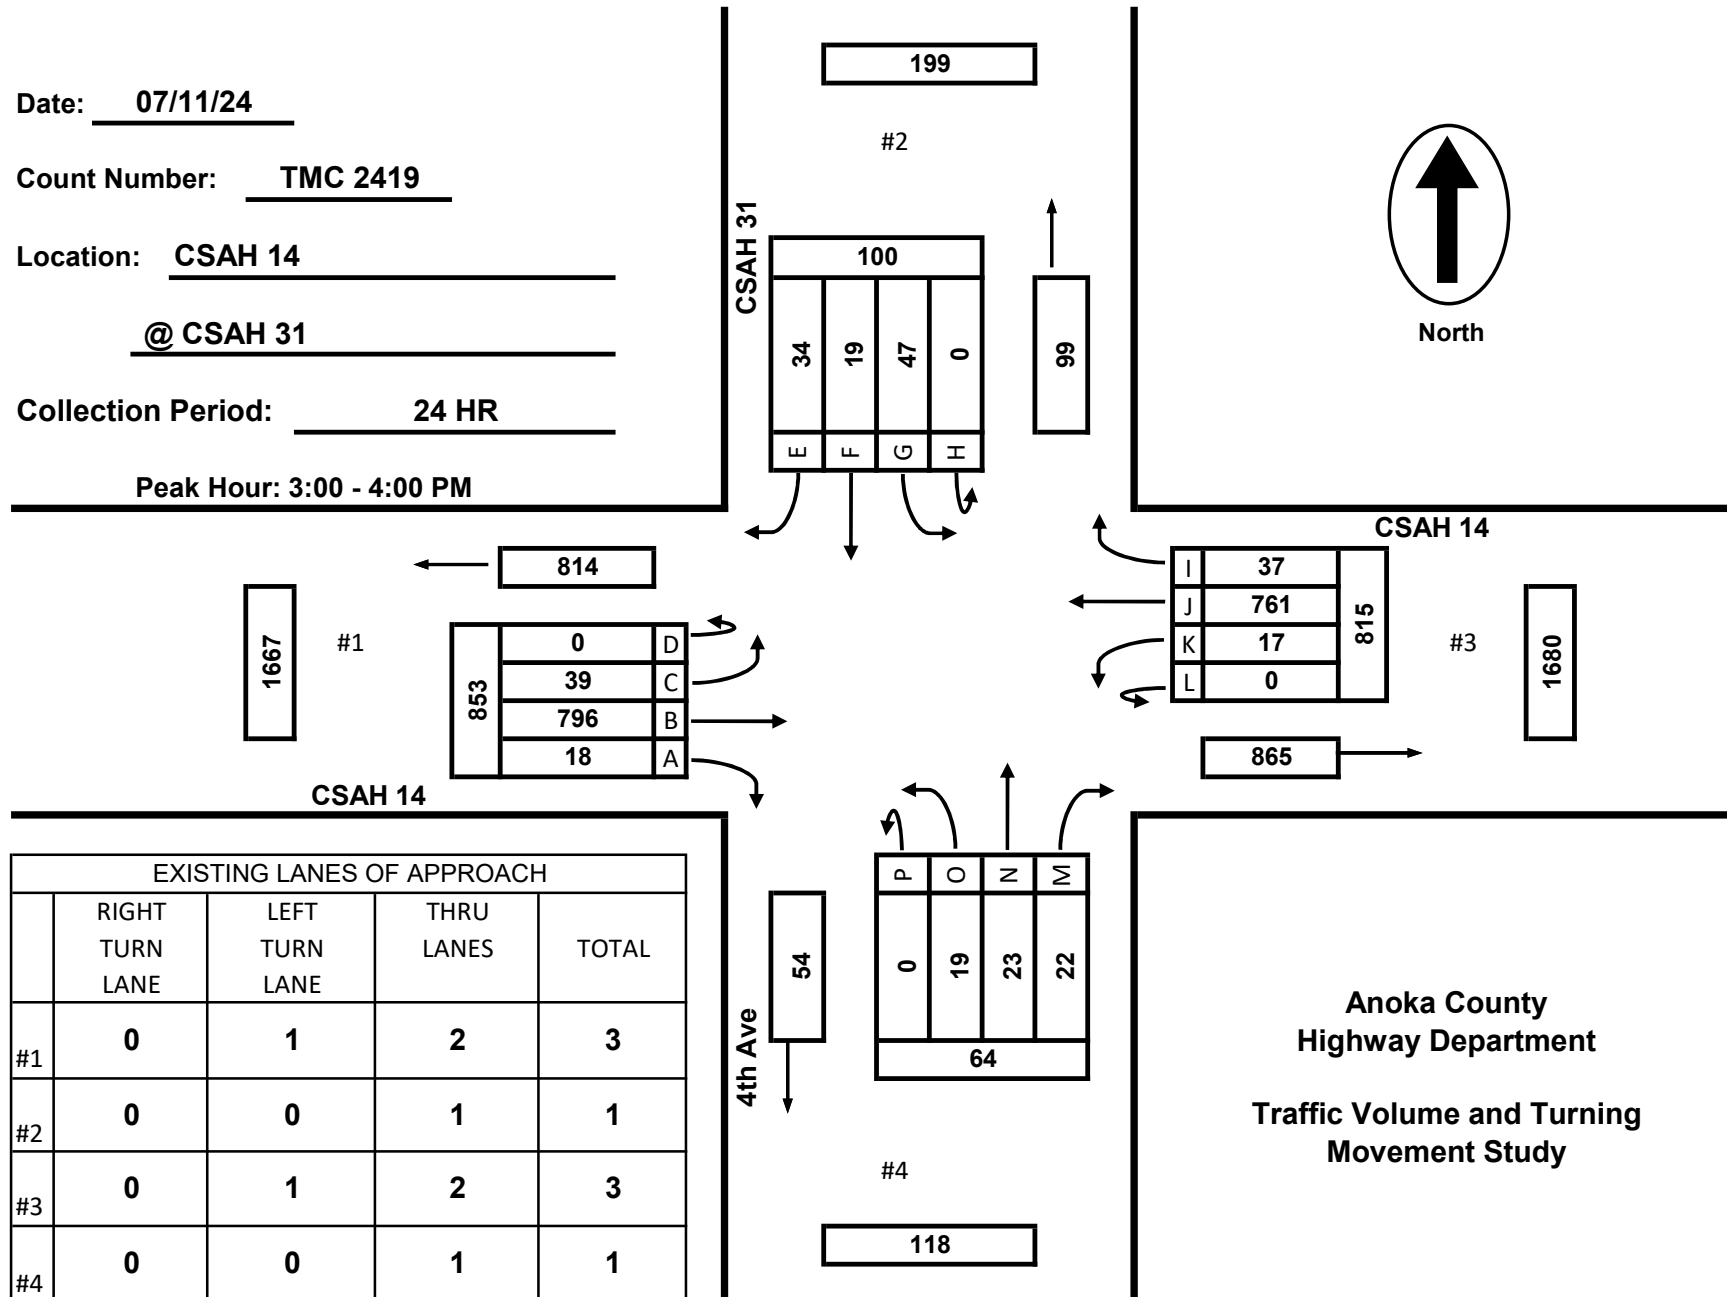 Date: 07/11/24
Count Number: TMC 2419
Location: CSAH 14
@ CSAH 31
Collection Period: 24 HR
Peak Hour: 3:00 - 4:00 PM
199
#2
CSAH 31
100
34 19 47 0
E F G H
99
North
CSAH 14
814
1667
#1
853
0 D
39 C
796 B
18 A
CSAH 14
I 37
J 761
K 17
L 0
815
#3
1680
865
P O N M
0 19 23 22
64
54
4th Ave
#4
118
EXISTING LANES OF APPROACH
RIGHT TURN LANE
LEFT TURN LANE
THRU LANES
TOTAL
#1 0 1 2 3
#2 0 0 1 1
#3 0 1 2 3
#4 0 0 1 1
Anoka County
Highway Department
Traffic Volume and Turning
Movement Study